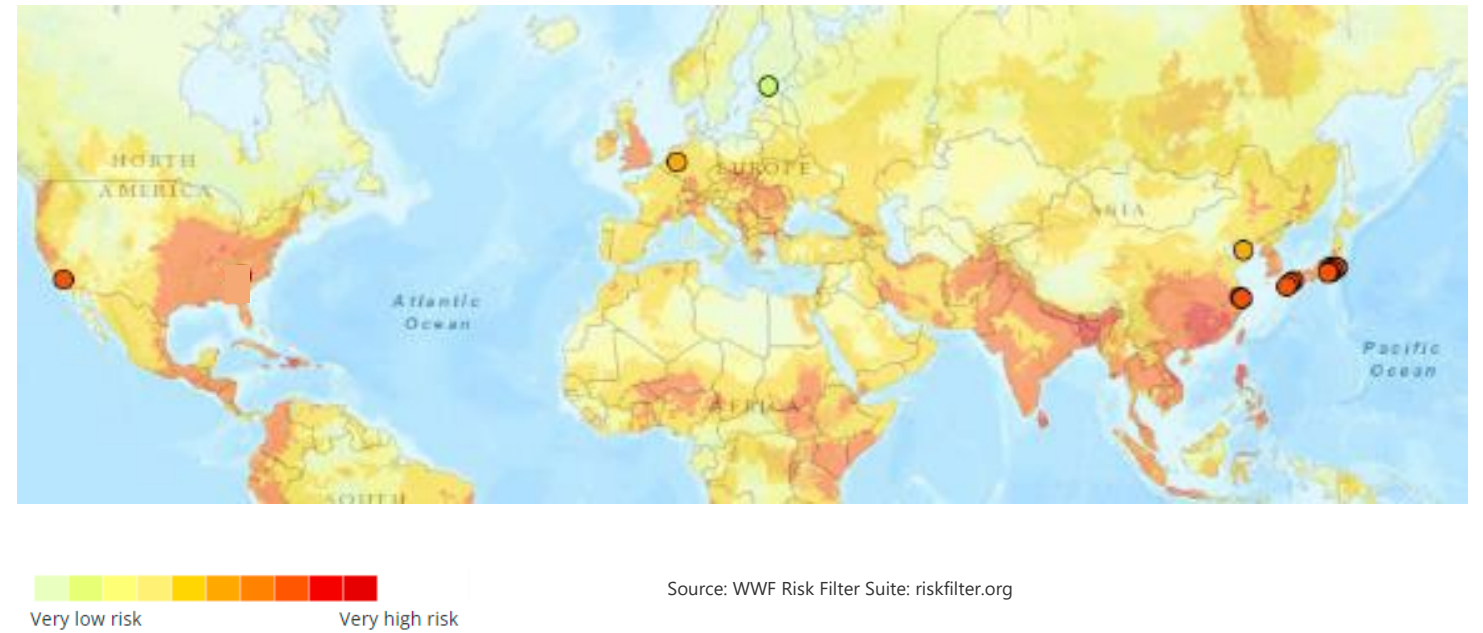 NORTH
AMERICA
EUROPE
ASIA
Atlantic
Ocean
Pacific
Ocean
AFRICA
SOUTH
Very low risk
Very high risk
Source: WWF Risk Filter Suite: riskfilter.org